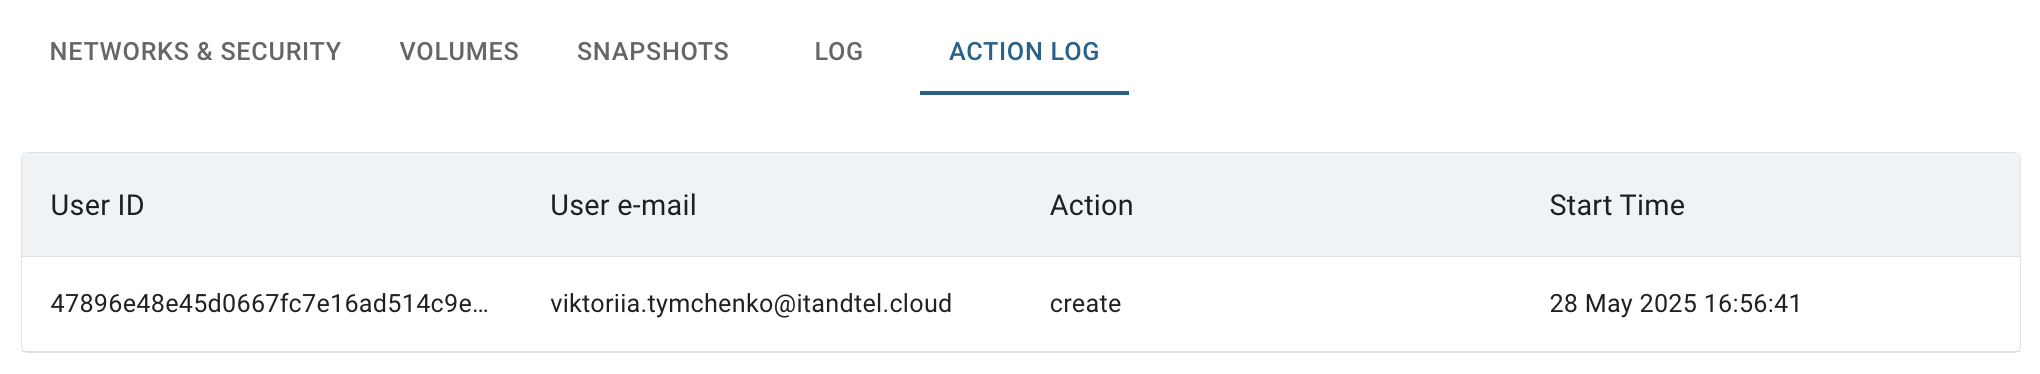 NETWORKS & SECURITY VOLUMES SNAPSHOTS LOG ACTION LOG
User ID User e-mail Action Start Time
47896e48e45d0667fc7e16ad514c9e… viktoriia.tymchenko@itandtel.cloud create 28 May 2025 16:56:41